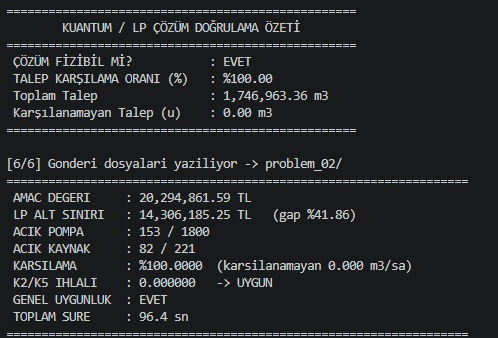 ==================================================
KUANTUM / LP ÇÖZÜM DOĞRULAMA ÖZETİ
==================================================
ÇÖZÜM FİZİBİL Mİ? : EVET
TALEP KARŞILAMA ORANI (%) : %100.00
Toplam Talep : 1,746,963.36 m3
Karşılanamayan Talep (u) : 0.00 m3
==================================================
[6/6] Gonderi dosyalari yaziliyor -> problem_02/
==================================================================
AMAC DEGERI : 20,294,861.59 TL
LP ALT SINIRI : 14,306,185.25 TL (gap %41.86)
ACIK POMPA : 153 / 1800
ACIK KAYNAK : 82 / 221
KARSILAMA : %100.0000 (karsilanamayan 0.000 m3/sa)
K2/K5 IHLALI : 0.000000 -> UYGUN
GENEL UYGUNLUK : EVET
TOPLAM SURE : 96.4 sn
==================================================================